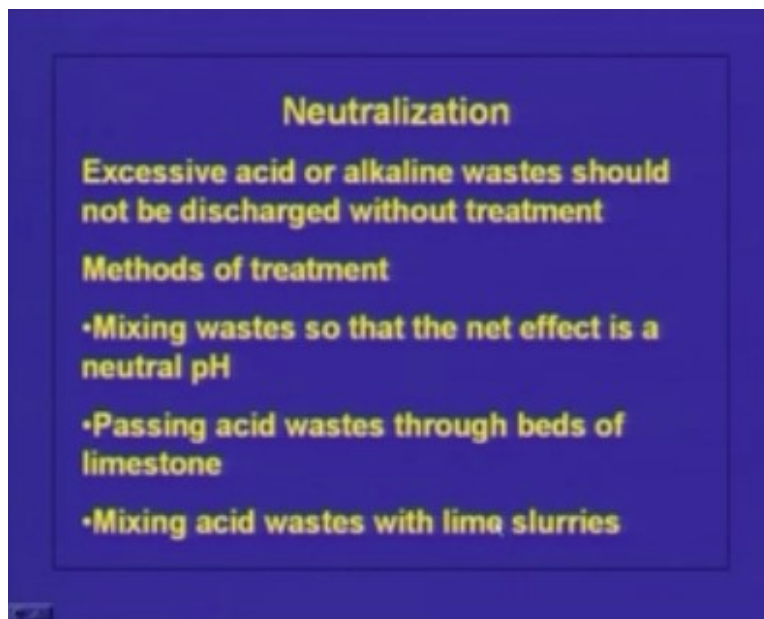 Neutralization
Excessive acid or alkaline wastes should
not be discharged without treatment
Methods of treatment
•Mixing wastes so that the net effect is a
neutral pH
•Passing acid wastes through beds of
limestone
•Mixing acid wastes with lime slurries